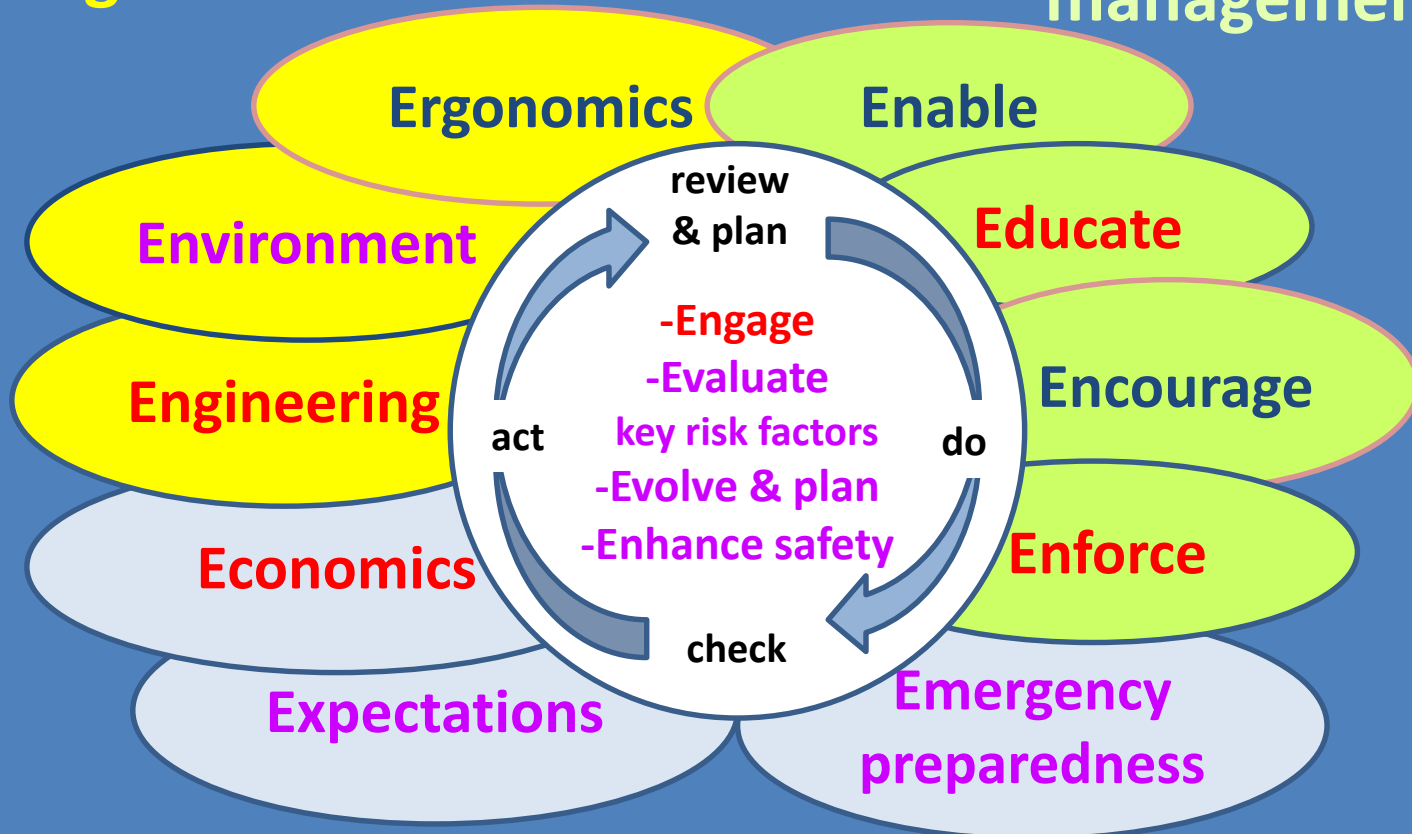 management
Ergonomics
Enable
Environment
Educate
Engineering
Encourage
Economics
Enforce
Expectations
Emergency
preparedness
review
& plan
-Engage
-Evaluate
key risk factors
-Evolve & plan
-Enhance safety
act
do
check